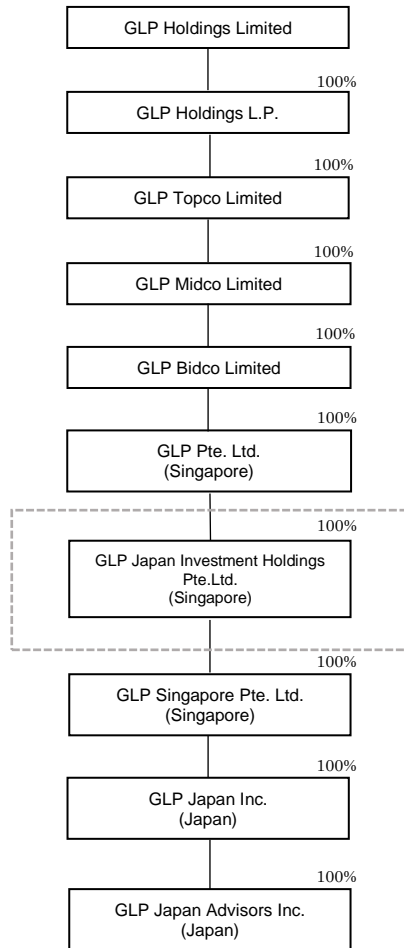 GLP Holdings Limited
100%
GLP Holdings L.P.
100%
GLP Topco Limited
100%
GLP Midco Limited
100%
GLP Bidco Limited
100%
GLP Pte. Ltd.
(Singapore)
100%
GLP Japan Investment Holdings
Pte.Ltd.
(Singapore)
100%
GLP Singapore Pte. Ltd.
(Singapore)
100%
GLP Japan Inc.
(Japan)
100%
GLP Japan Advisors Inc.
(Japan)